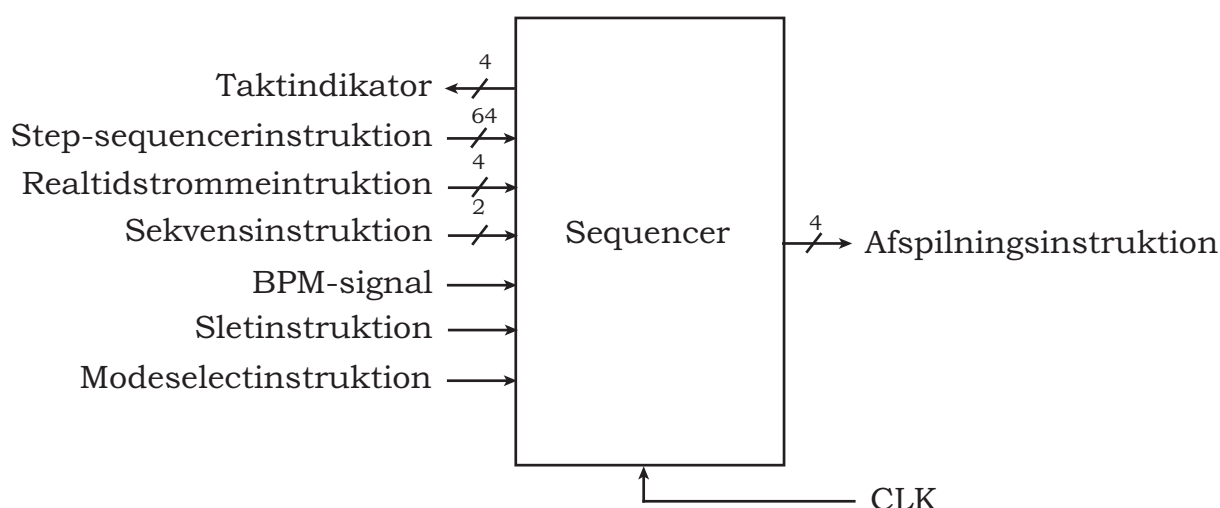 4
Taktindikator
64
Step-sequencerinstruktion
4
Realtidstrommeintruktion
2
Sekvensinstruktion
Sequencer
4
Afspilningsinstruktion
BPM-signal
Sletinstruktion
Modeselectinstruktion
CLK